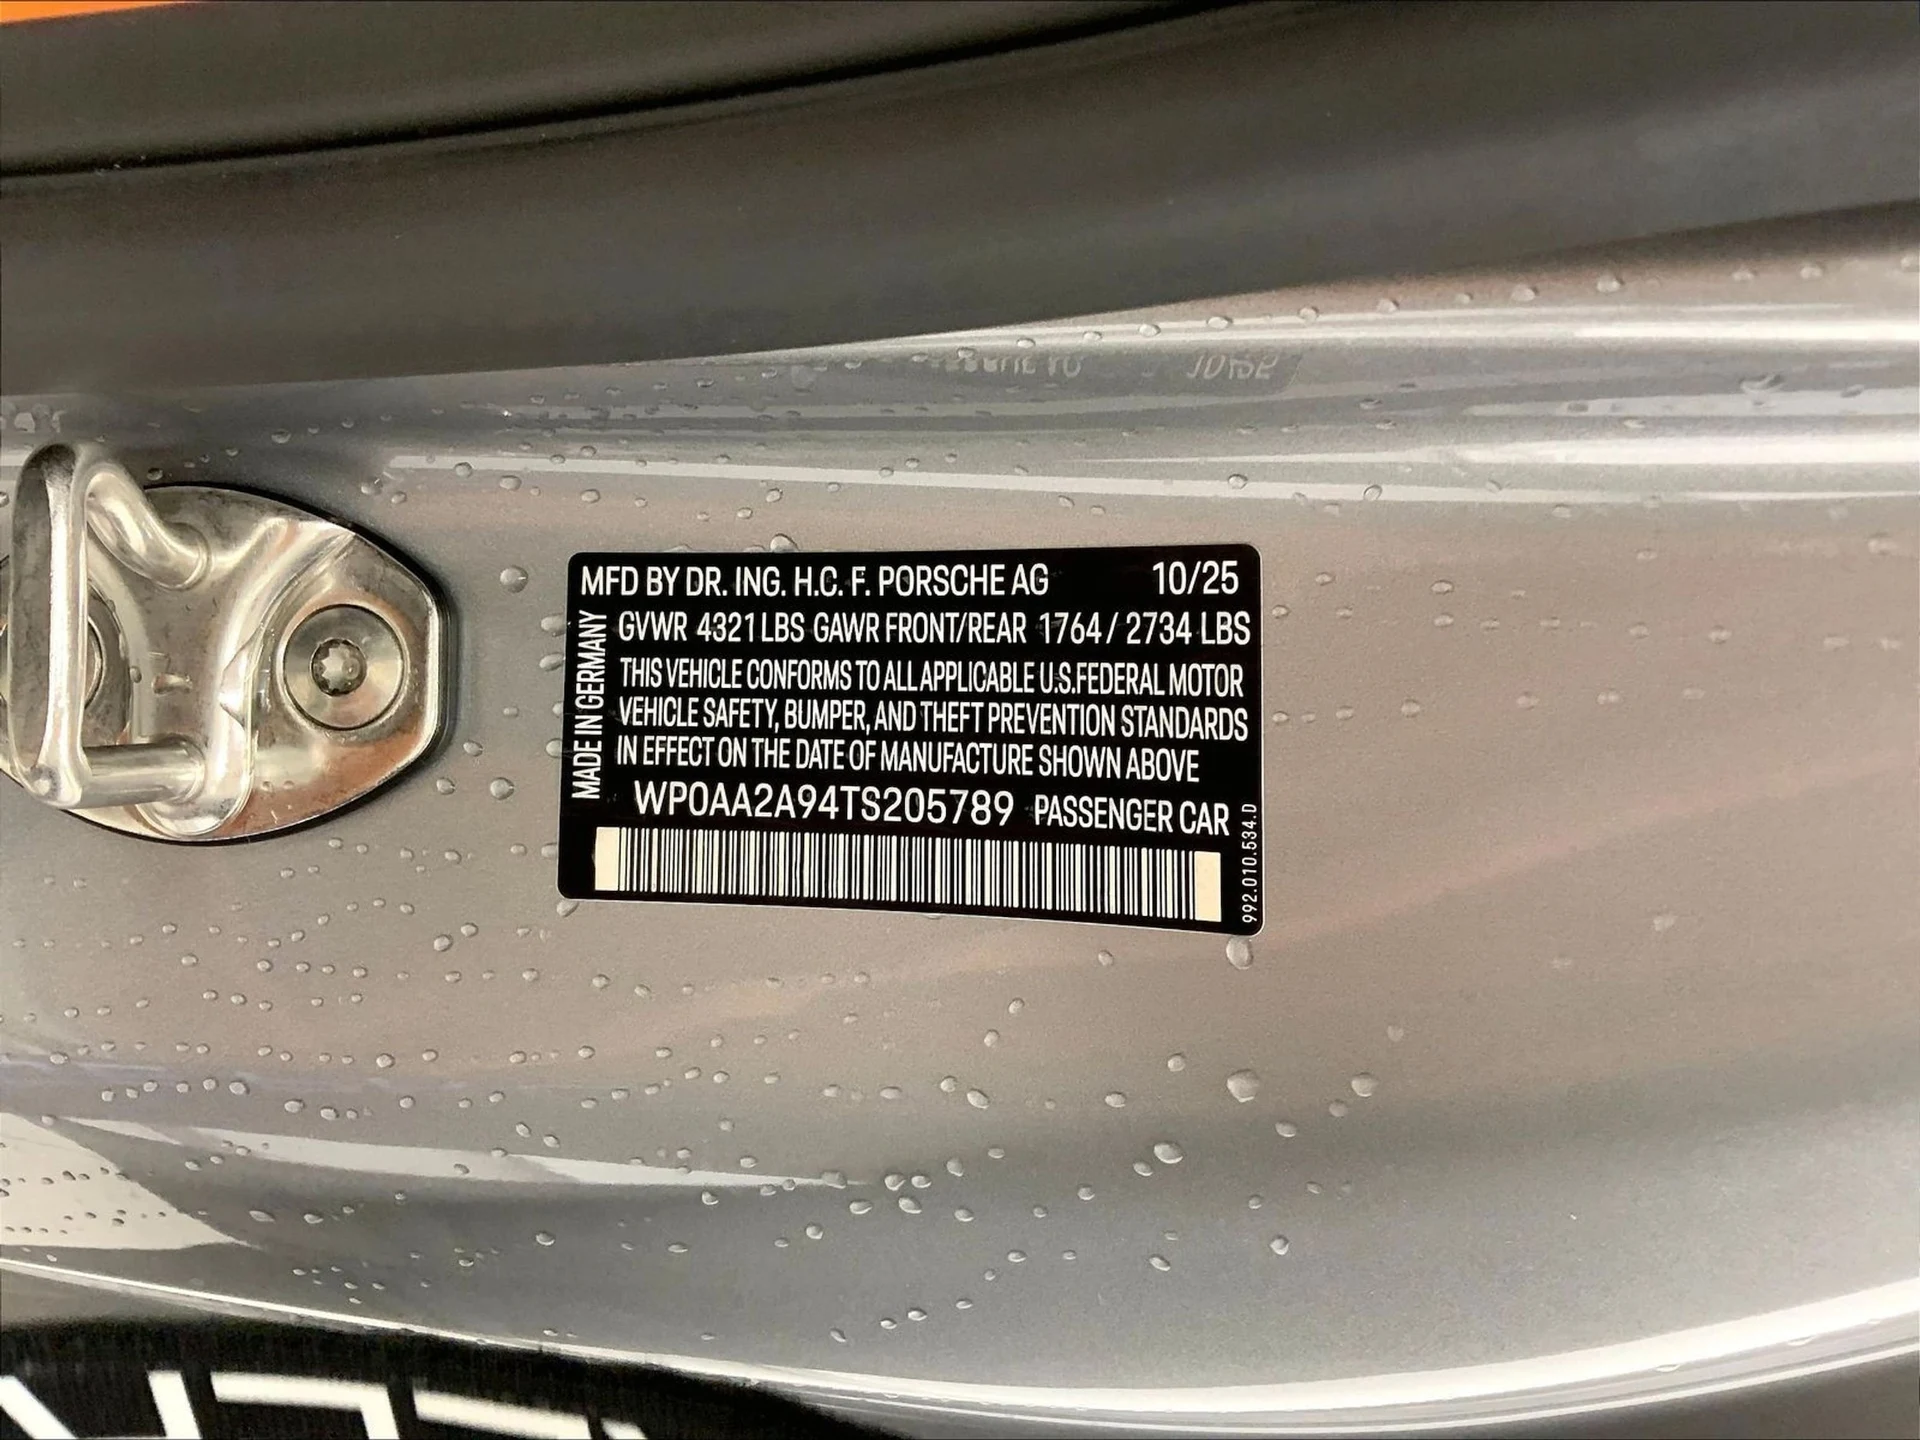 MFD BY DR. ING. H.C. F. PORSCHE AG 10/25
GVWR 4321 LBS GAWR FRONT/REAR 1764 / 2734 LBS
THIS VEHICLE CONFORMS TO ALL APPLICABLE U.S.FEDERAL MOTOR
VEHICLE SAFETY, BUMPER, AND THEFT PREVENTION STANDARDS
IN EFFECT ON THE DATE OF MANUFACTURE SHOWN ABOVE
WP0AA2A94TS205789 PASSENGER CAR
MADE IN GERMANY
992.010.534.D